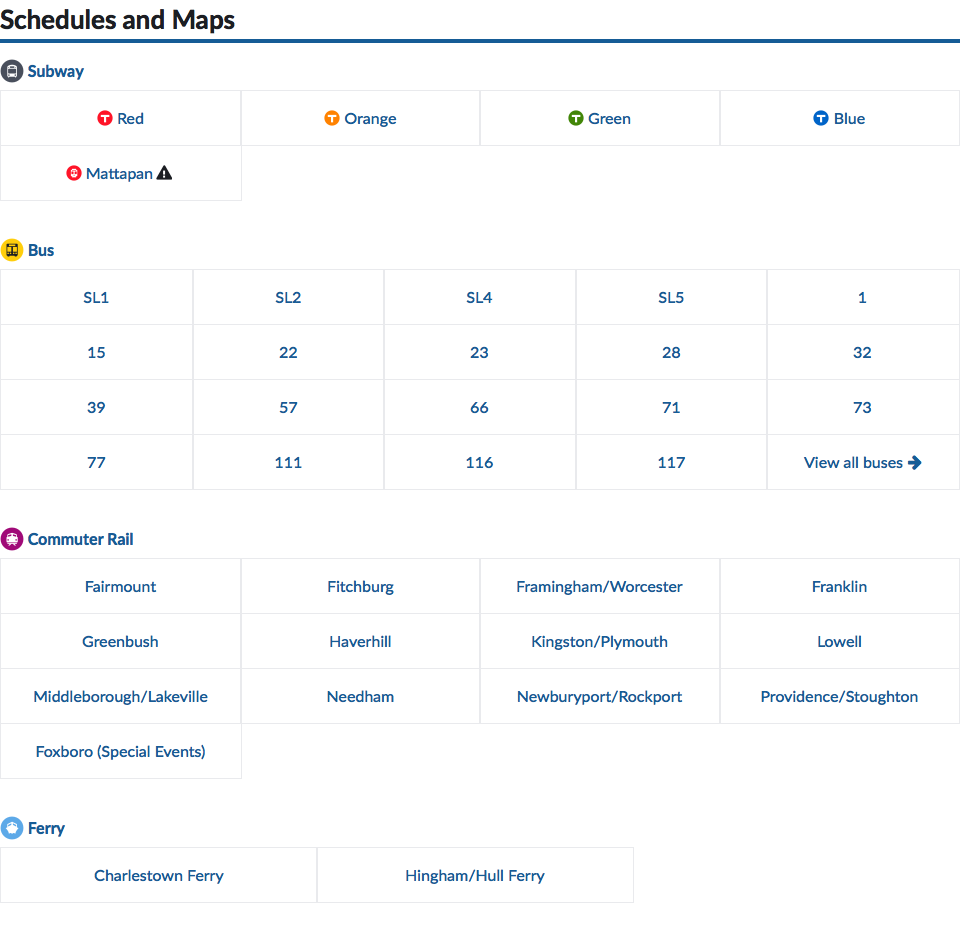 Schedules and Maps
Subway
T Red T Orange T Green T Blue
Mattapan
Bus
SL1 SL2 SL4 SL5 1
15 22 23 28 32
39 57 66 71 73
77 111 116 117 View all buses
Commuter Rail
Fairmount Fitchburg Framingham/Worcester Franklin
Greenbush Haverhill Kingston/Plymouth Lowell
Middleborough/Lakeville Needham Newburyport/Rockport Providence/Stoughton
Foxboro (Special Events)
Ferry
Charlestown Ferry Hingham/Hull Ferry